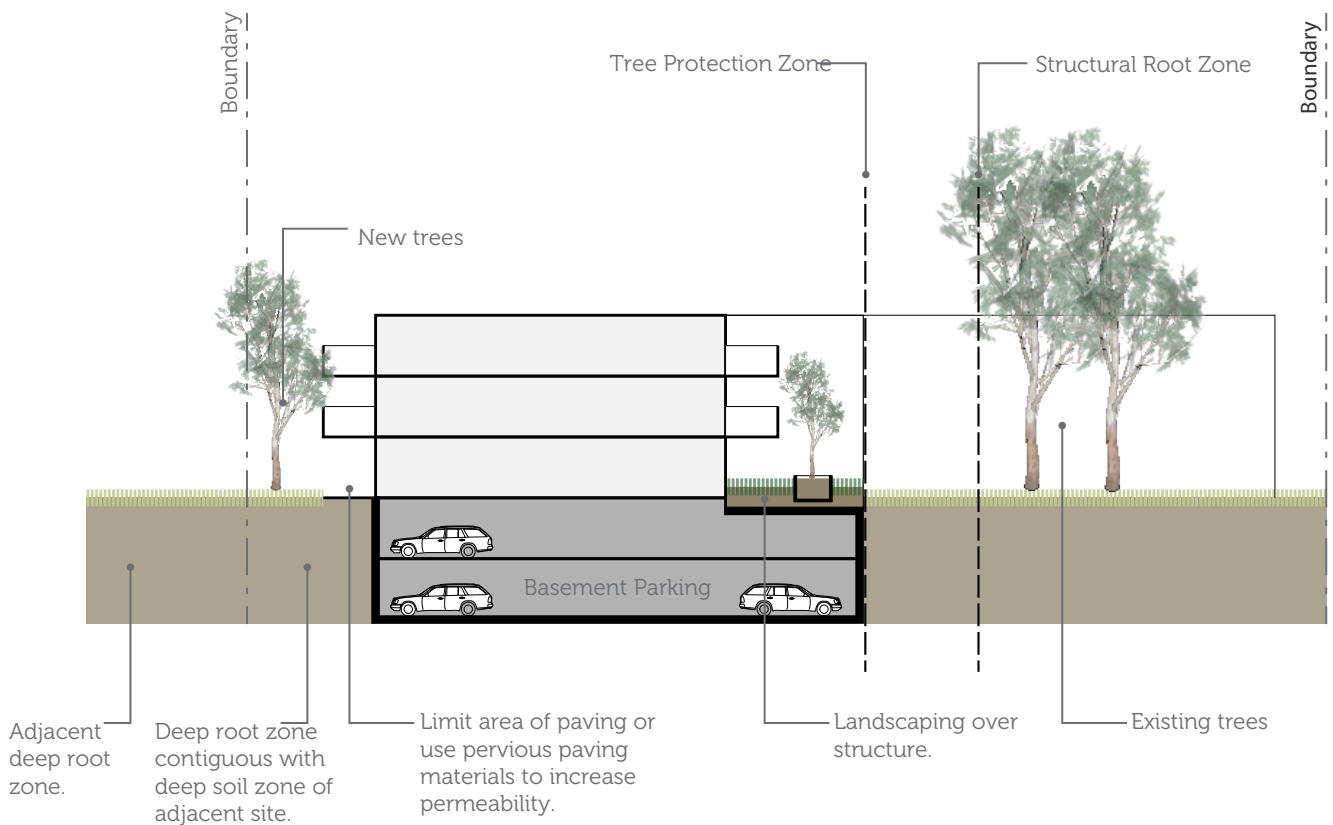 Boundary
Tree Protection Zone
Structural Root Zone
Boundary
New trees
Basement Parking
Adjacent
deep root
zone.
Deep root zone
contiguous with
deep soil zone of
adjacent site.
Limit area of paving or
use pervious paving
materials to increase
permeability.
Landscaping over
structure.
Existing trees